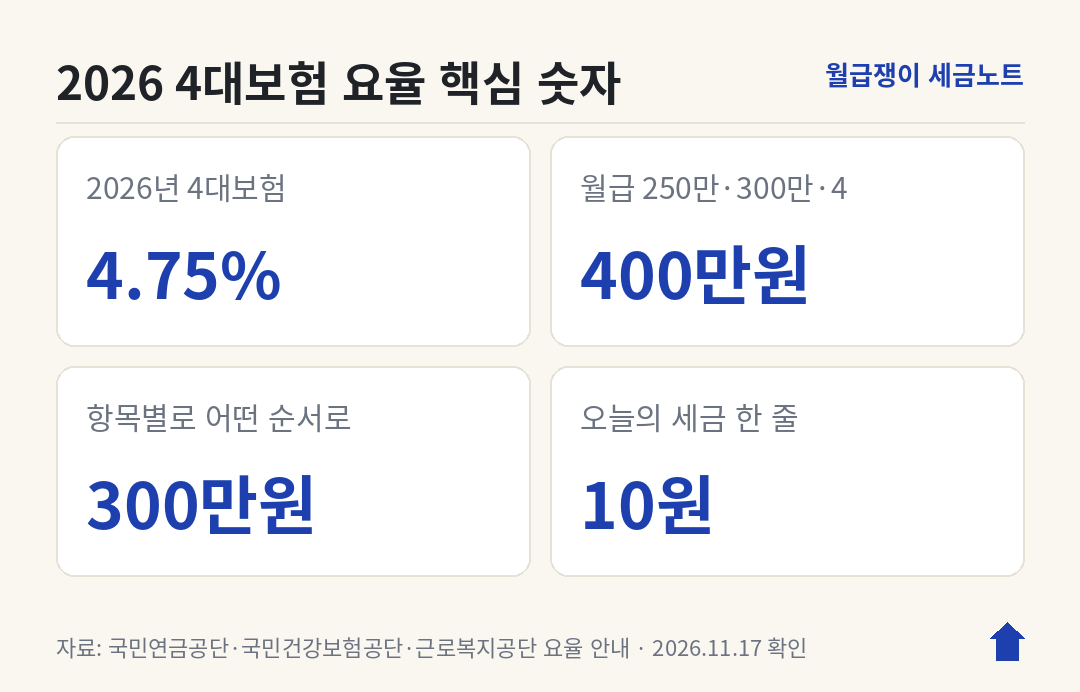 2026 4대보험 요율 핵심 숫자
월급쟁이 세금노트
2026년 4대보험
4.75%
월급 250만·300만·4
400만원
항목별로 어떤 순서로
300만원
오늘의 세금 한 줄
10원
자료: 국민연금공단·국민건강보험공단·근로복지공단 요율 안내 · 2026.11.17 확인